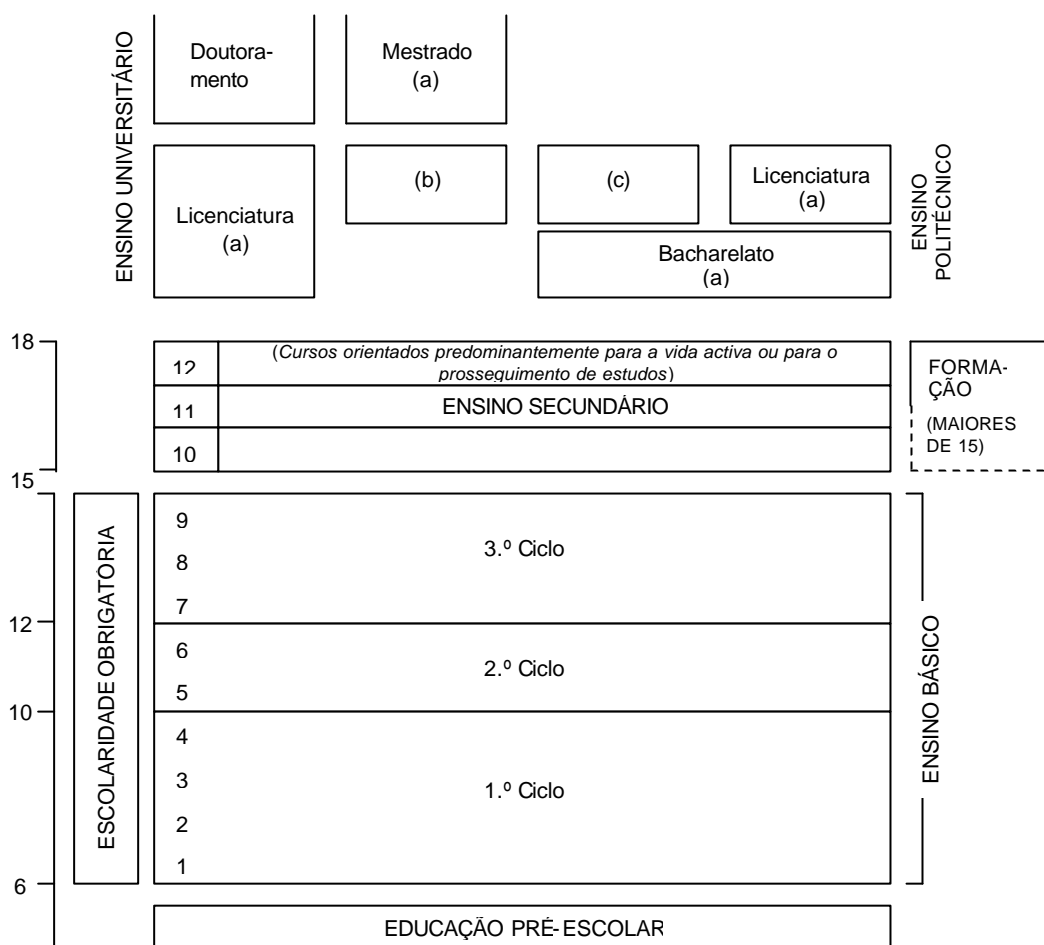 ENSINO UNIVERSITÁRIO
Doutora-
mento
Mestrado
(a)
Licenciatura
(a)
(b)
(c)
Licenciatura
(a)
Bacharelato
(a)
ENSINO
POLITÉCNICO
18
12
(Cursos orientados predominantemente para a vida activa ou para o
prosseguimento de estudos)
11
ENSINO SECUNDÁRIO
10
15
FORMA-
ÇÃO
(MAIORES
DE 15)
ESCOLARIDADE OBRIGATÓRIA
9
8
7
3.º Ciclo
12
6
5
2.º Ciclo
10
4
3
2
1
1.º Ciclo
6
ENSINO BÁSICO
EDUCAÇÃO PRÉ-ESCOLAR